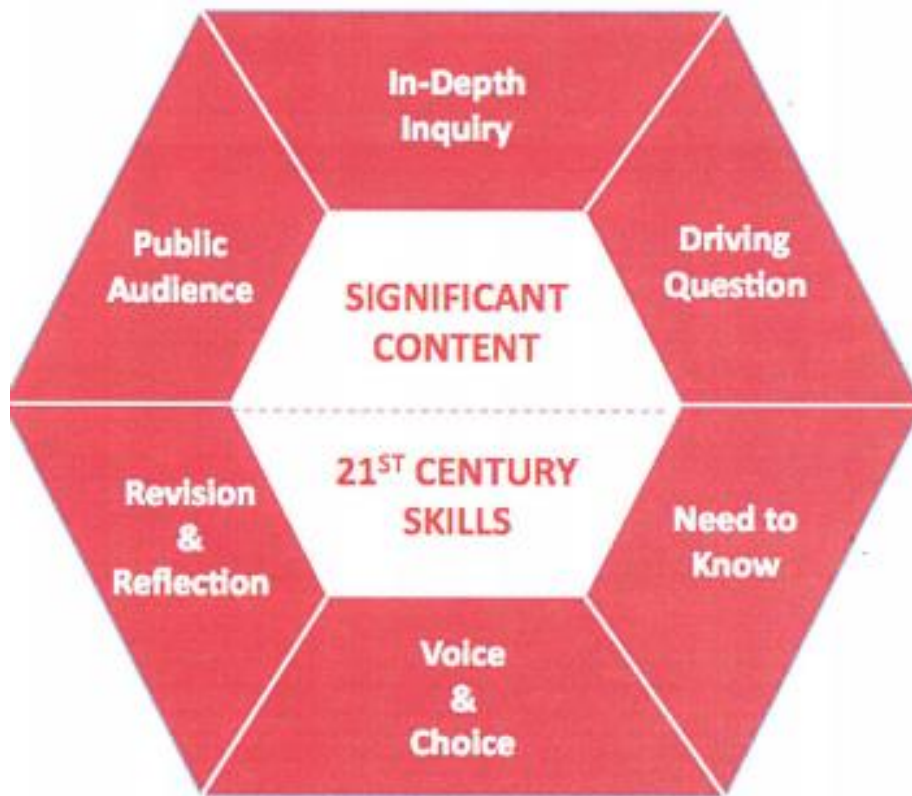 In-Depth
Inquiry
Driving
Question
Need to
Know
Voice
&
Choice
Revision
&
Reflection
Public
Audience
SIGNIFICANT
CONTENT
21ST CENTURY
SKILLS